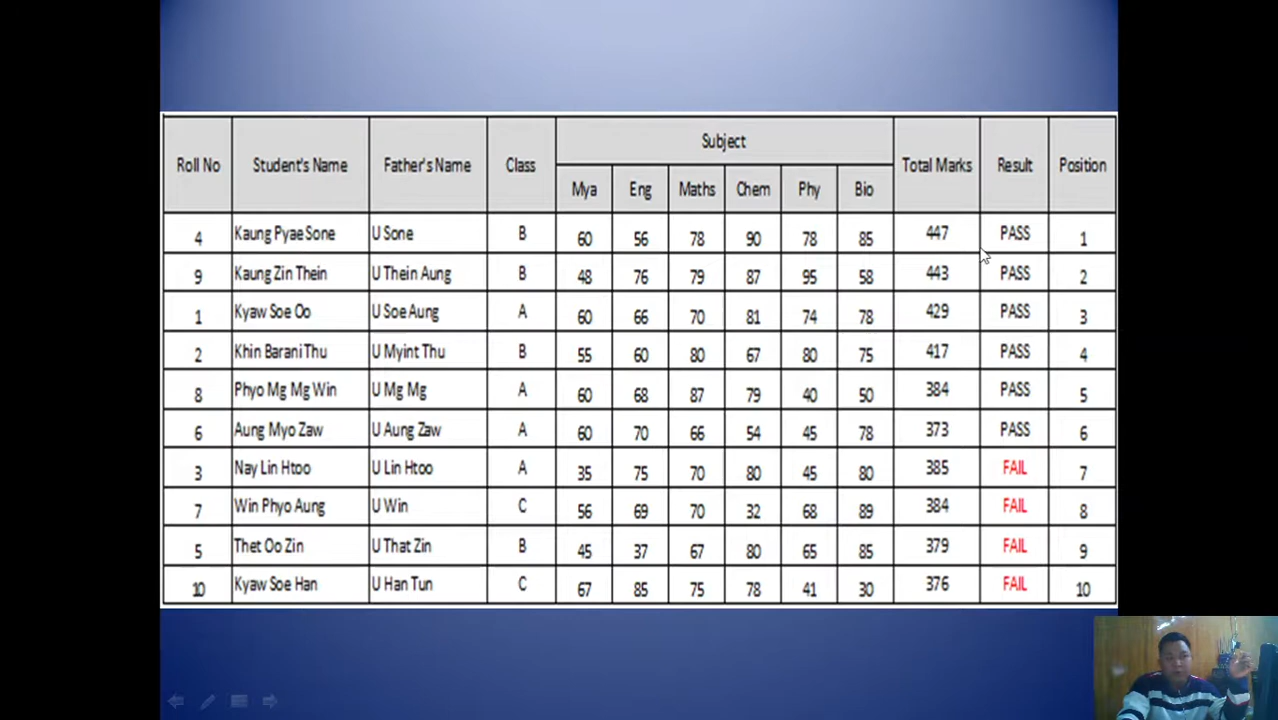 Roll No Student's Name Father's Name Class Subject Total Marks Result Position
Mya Eng Maths Chem Phy Bio
4 Kaung Pyae Sone U Sone B 60 56 78 90 78 85 447 PASS 1
9 Kaung Zin Thein U Thein Aung B 48 76 79 87 95 58 443 PASS 2
1 Kyaw Soe Oo U Soe Aung A 60 66 70 81 74 78 429 PASS 3
2 Khin Barani Thu U Myint Thu B 55 60 80 67 80 75 417 PASS 4
8 Phyo Mg Mg Win U Mg Mg A 60 68 87 79 40 50 384 PASS 5
6 Aung Myo Zaw U Aung Zaw A 60 70 66 54 45 78 373 PASS 6
3 Nay Lin Htoo U Lin Htoo A 35 75 70 80 45 80 385 FAIL 7
7 Win Phyo Aung U Win C 56 69 70 32 68 89 384 FAIL 8
5 Thet Oo Zin U That Zin B 45 37 67 80 65 85 379 FAIL 9
10 Kyaw Soe Han U Han Tun C 67 85 75 78 41 30 376 FAIL 10